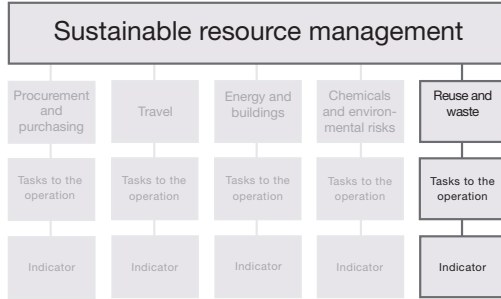 Sustainable resource management
Procurement
and
purchasing
Travel
Energy and
buildings
Chemicals
and environ-
mental risks
Reuse and
waste
Tasks to the
operation
Tasks to the
operation
Tasks to the
operation
Tasks to the
operation
Tasks to the
operation
Indicator
Indicator
Indicator
Indicator
Indicator